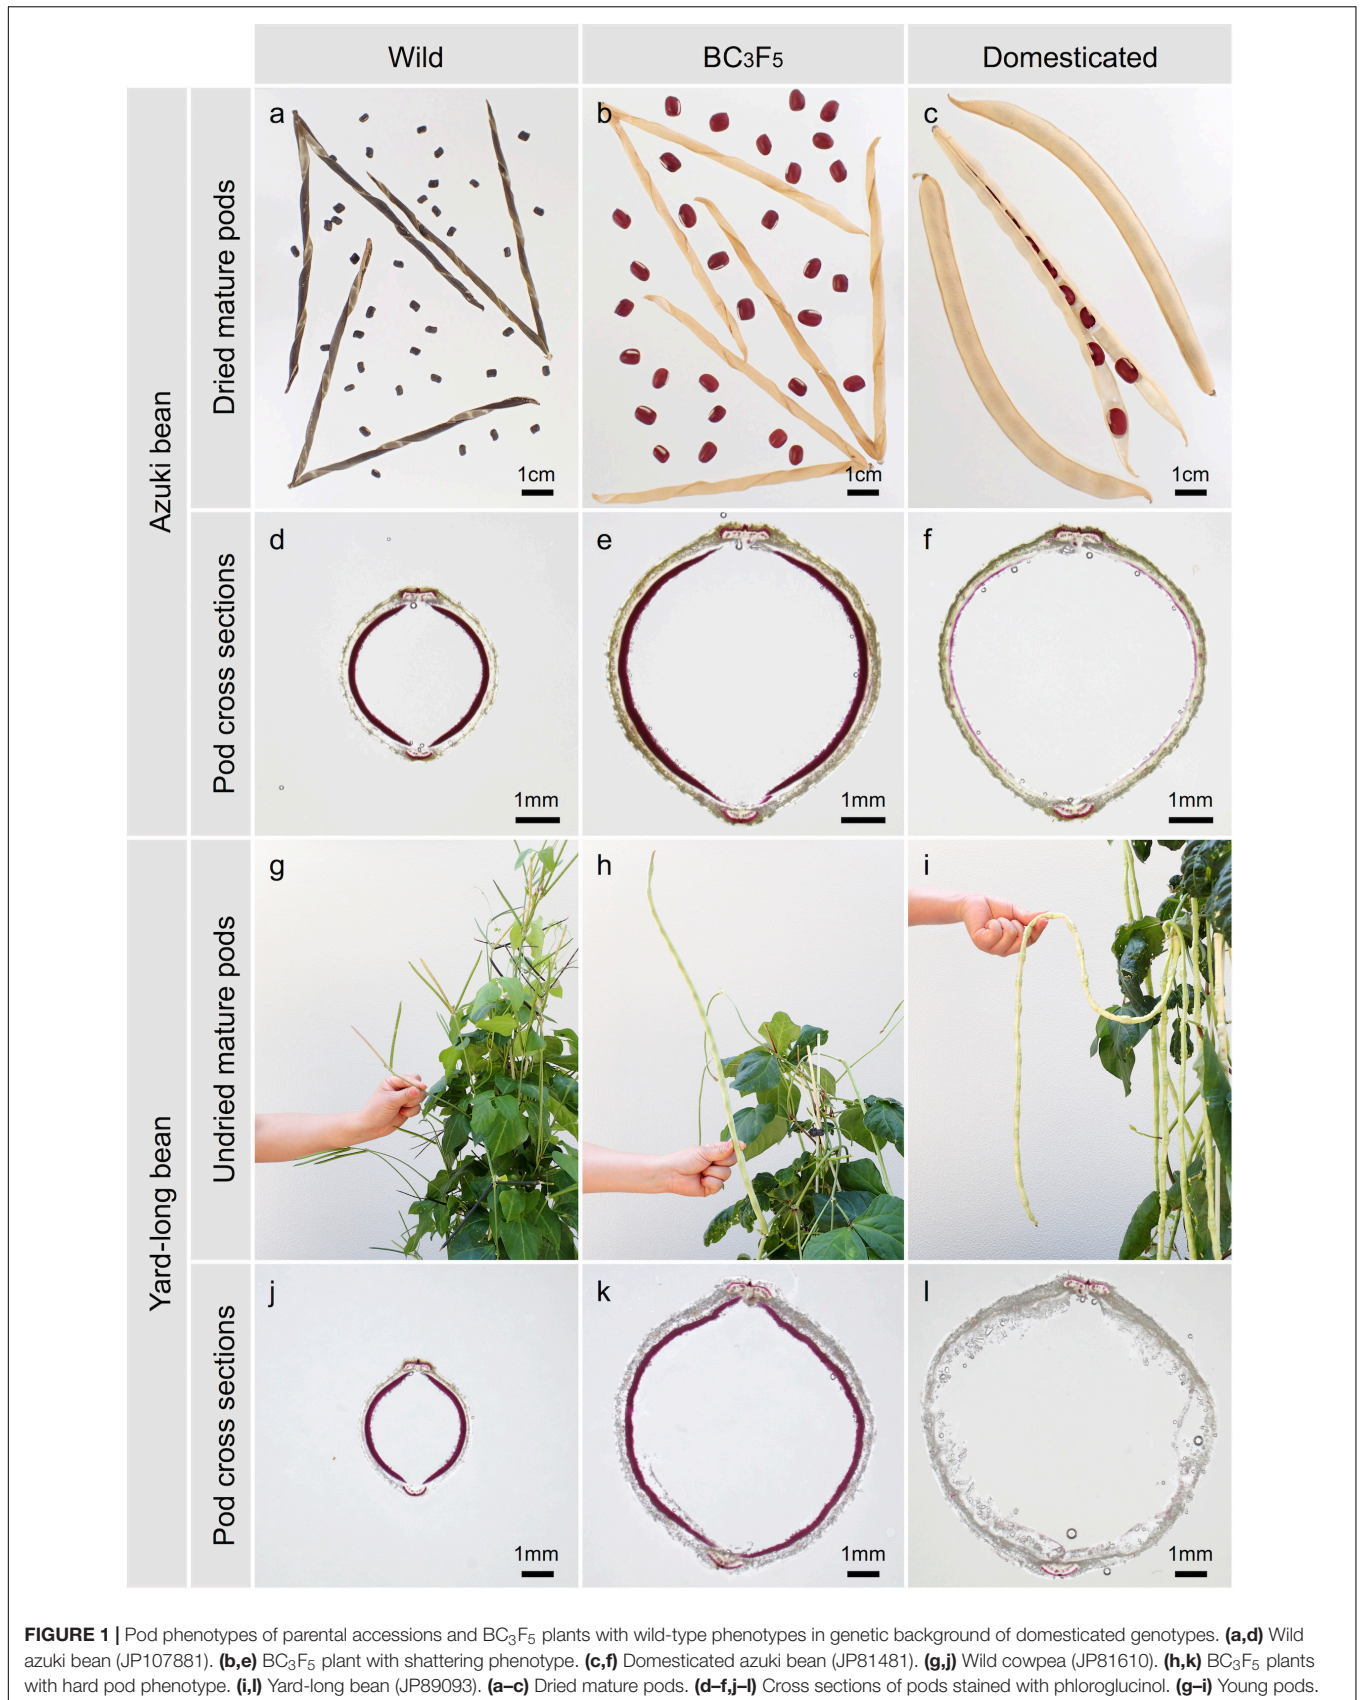 Wild
BC3F5
Domesticated
Azuki bean
Dried mature pods
a
1cm
b
1cm
c
1cm
Pod cross sections
d
1mm
e
1mm
f
1mm
Yard-long bean
Undried mature pods
g
h
i
Pod cross sections
j
1mm
k
1mm
l
1mm
FIGURE 1 | Pod phenotypes of parental accessions and BC3F5 plants with wild-type phenotypes in genetic background of domesticated genotypes. (a,d) Wild
azuki bean (JP107881). (b,e) BC3F5 plant with shattering phenotype. (c,f) Domesticated azuki bean (JP81481). (g,j) Wild cowpea (JP81610). (h,k) BC3F5 plants
with hard pod phenotype. (i,l) Yard-long bean (JP89093). (a–c) Dried mature pods. (d–f,j–l) Cross sections of pods stained with phloroglucinol. (g–i) Young pods.